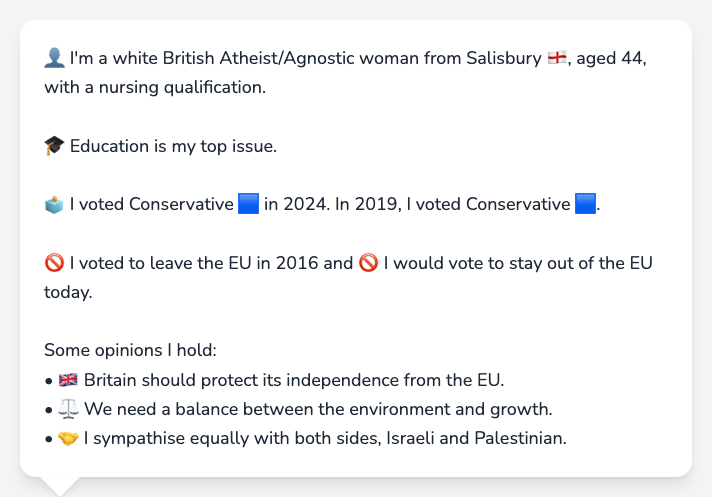 👤 I'm a white British Atheist/Agnostic woman from Salisbury 🏴󠁧󠁢󠁥󠁮󠁧󠁿, aged 44,
with a nursing qualification.
🎓 Education is my top issue.
🗳️ I voted Conservative 🟦 in 2024. In 2019, I voted Conservative 🟦.
🚫 I voted to leave the EU in 2016 and 🚫 I would vote to stay out of the EU
today.
Some opinions I hold:
• 🇬🇧 Britain should protect its independence from the EU.
• ⚖️ We need a balance between the environment and growth.
• 🤝 I sympathise equally with both sides, Israeli and Palestinian.